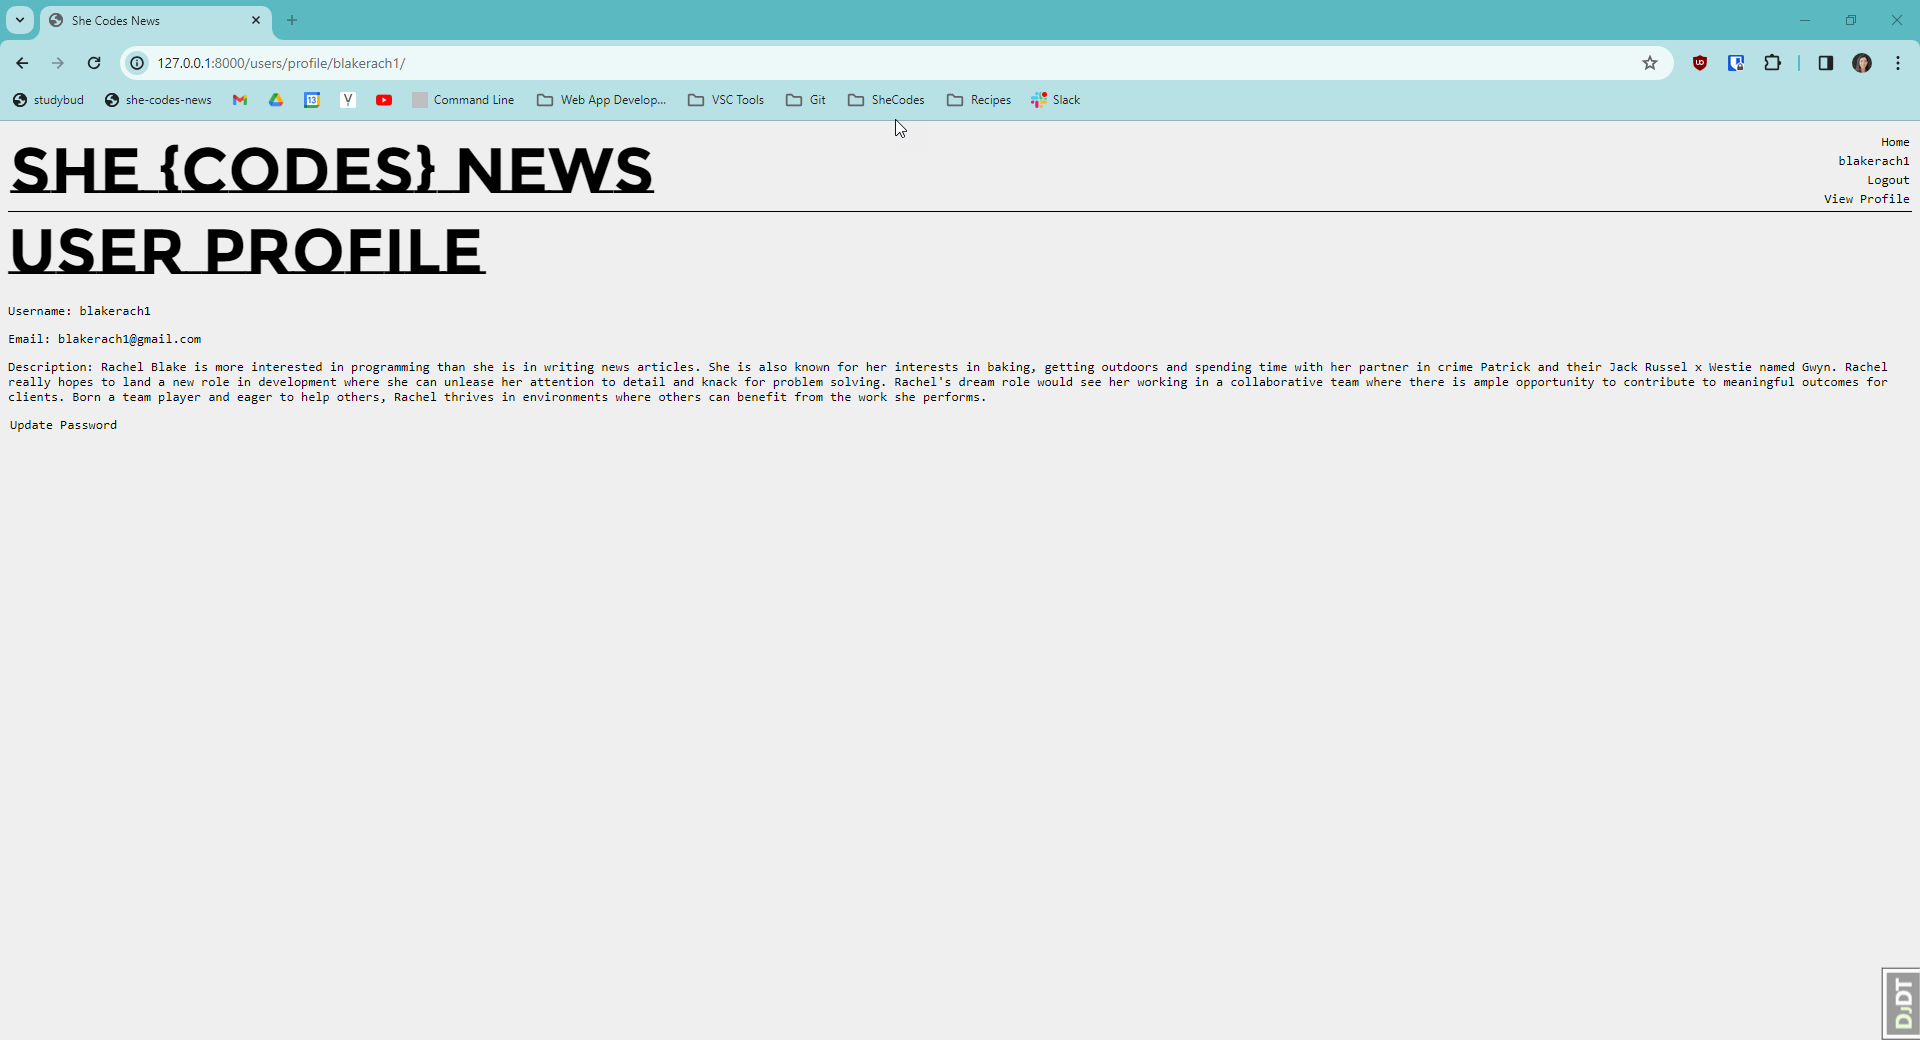 She Codes News
127.0.0.1:8000/users/profile/blakerach1/
studybud
she-codes-news
13
Y
Command Line
Web App Develop...
VSC Tools
Git
SheCodes
Recipes
Slack
SHE {CODES} NEWS
Home
blakerach1
Logout
View Profile
USER PROFILE
Username: blakerach1
Email: blakerach1@gmail.com
Description: Rachel Blake is more interested in programming than she is in writing news articles. She is also known for her interests in baking, getting outdoors and spending time with her partner in crime Patrick and their Jack Russel x Westie named Gwyn. Rachel
really hopes to land a new role in development where she can unlease her attention to detail and knack for problem solving. Rachel's dream role would see her working in a collaborative team where there is ample opportunity to contribute to meaningful outcomes for
clients. Born a team player and eager to help others, Rachel thrives in environments where others can benefit from the work she performs.
Update Password
DJDT